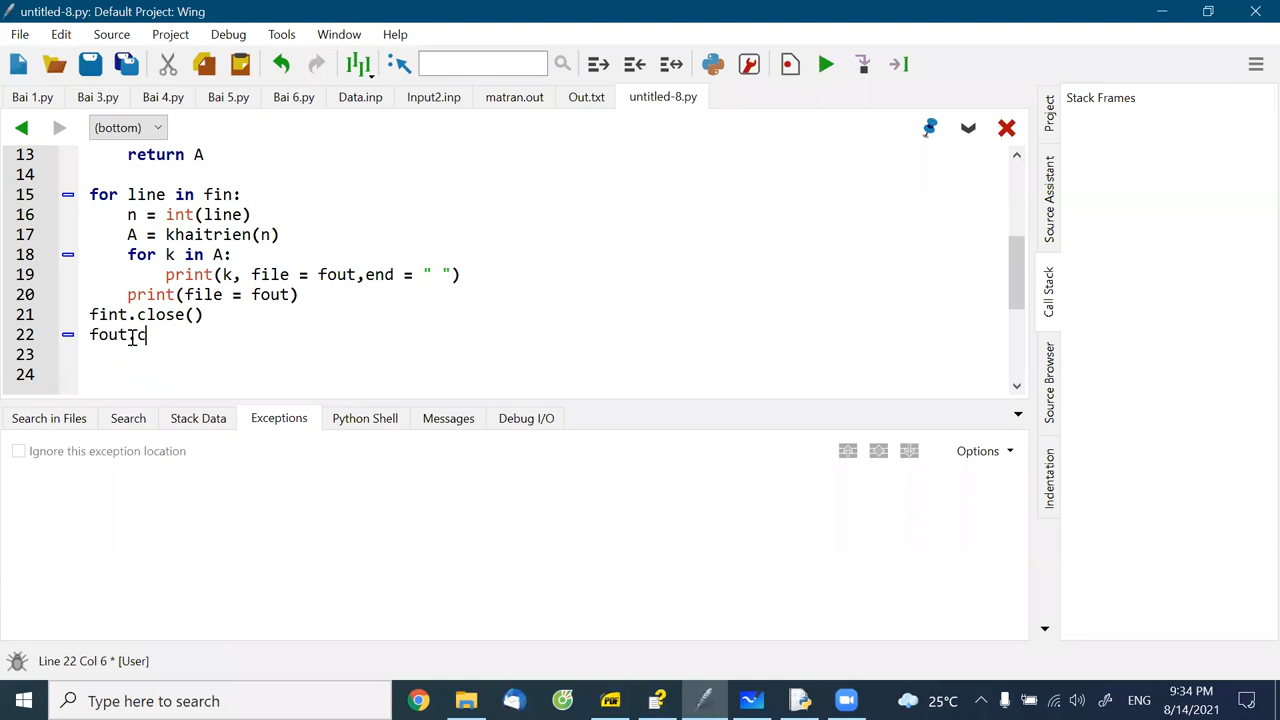 untitled-8.py: Default Project: Wing
File Edit Source Project Debug Tools Window Help
Bai 1.py Bai 3.py Bai 4.py Bai 5.py Bai 6.py Data.inp Input2.inp matran.out Out.txt untitled-8.py
(bottom)
13 return A
14
15 for line in fin:
16 n = int(line)
17 A = khaitrien(n)
18 for k in A:
19 print(k, file = fout,end = " ")
20 print(file = fout)
21 fint.close()
22 fout.c
23
24
Search in Files Search Stack Data Exceptions Python Shell Messages Debug I/O
Ignore this exception location
Options
Line 22 Col 6 * [User]
Stack Frames
Project
Source Assistant
Call Stack
Source Browser
Indentation
Type here to search
PDF
25°C
ENG
9:34 PM
8/14/2021